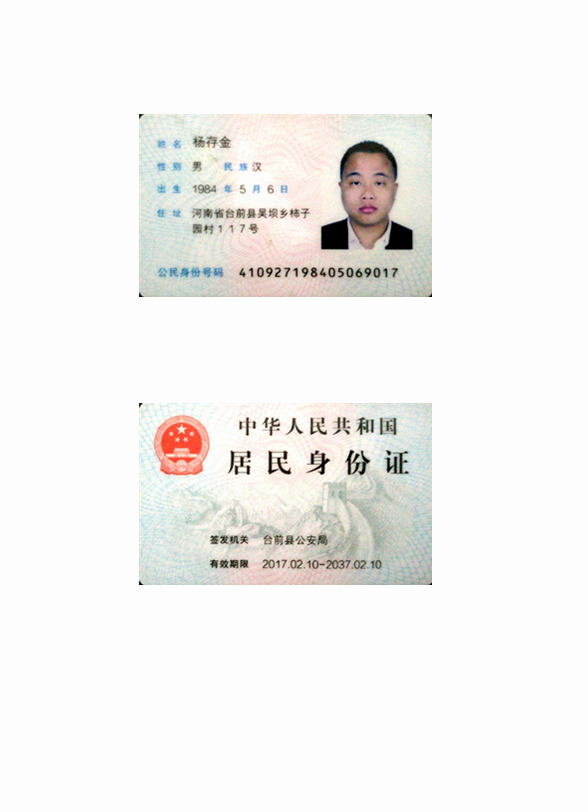 姓名 杨存金
性别 男 民族 汉
出生 1984 年 5 月 6 日
住址 河南省台前县吴坝乡柿子
园村117号
公民身份号码 410927198405069017
中华人民共和国
居民身份证
签发机关 台前县公安局
有效期限 2017.02.10-2037.02.10